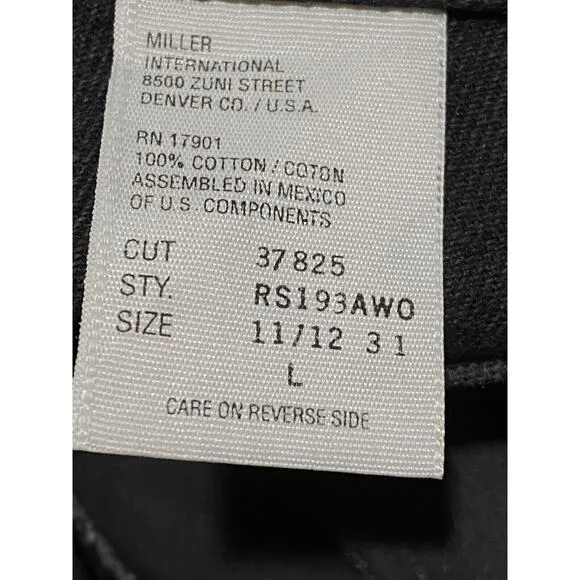 MILLER
INTERNATIONAL
8500 ZUNI STREET
DENVER CO. / U.S.A.
RN 17901
100% COTTON / COTON
ASSEMBLED IN MEXICO
OF U.S. COMPONENTS
CUT 37825
STY. RS193AWO
SIZE 11/12 31
L
CARE ON REVERSE SIDE